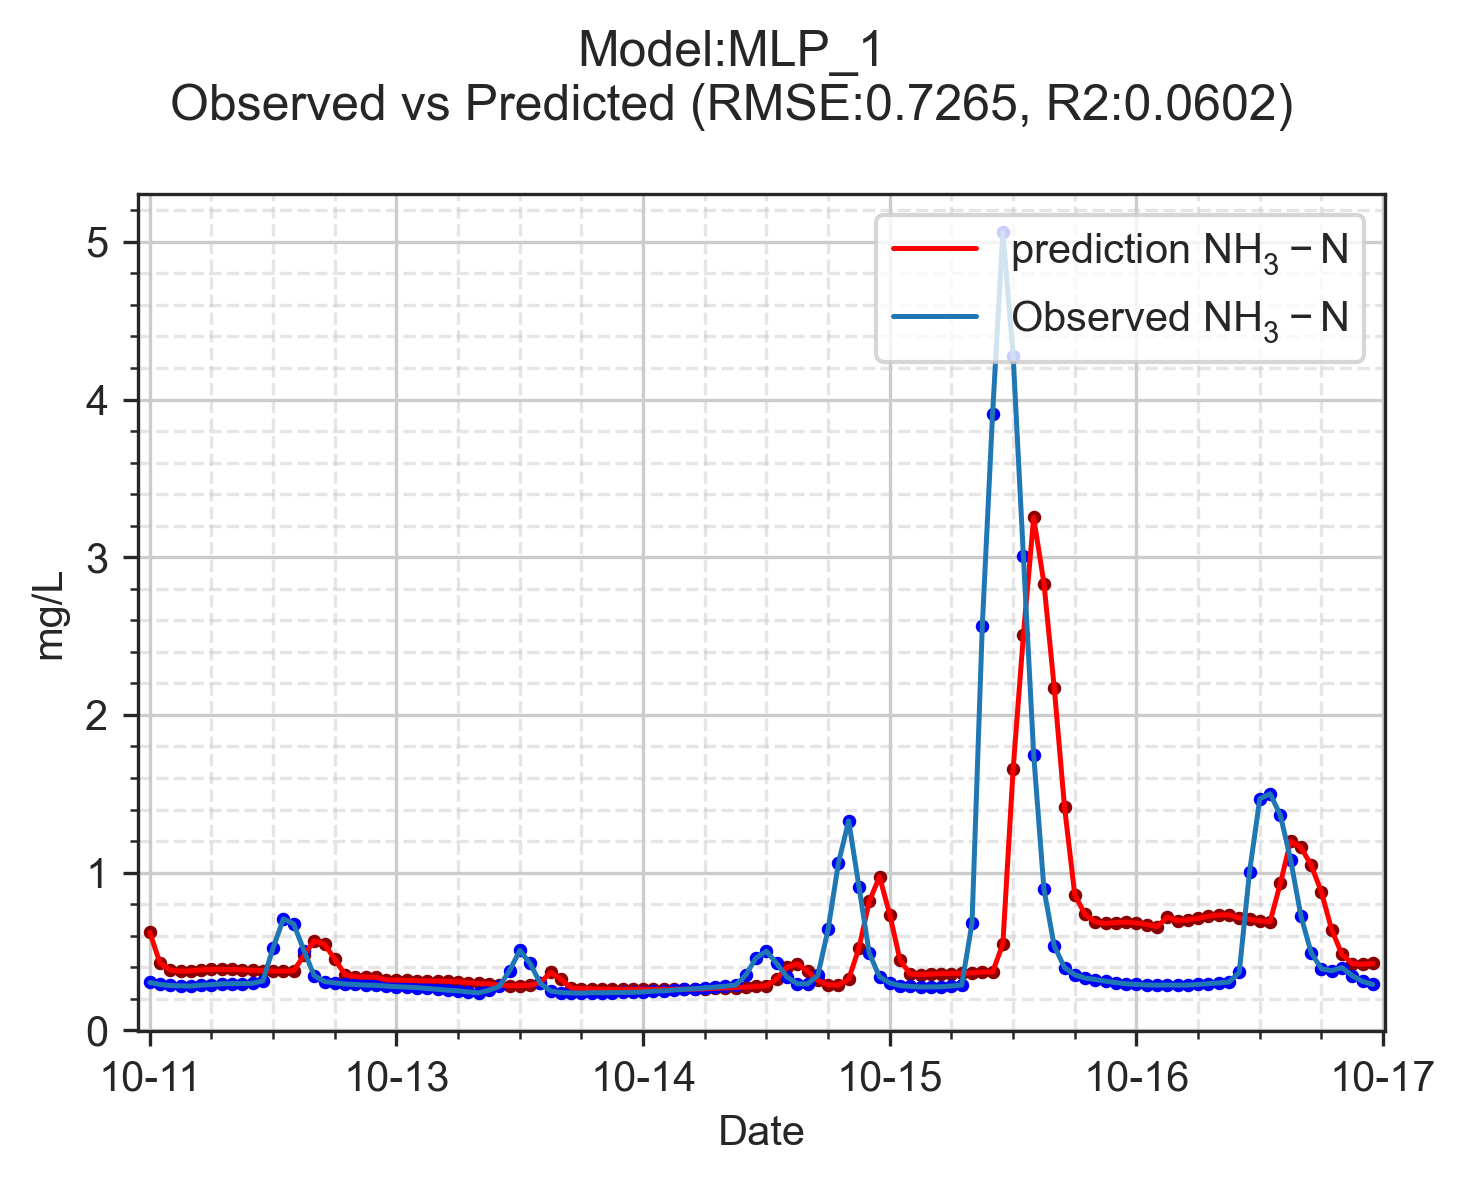 Model:MLP_1
Observed vs Predicted (RMSE:0.7265, R2:0.0602)
prediction NH₃ − N
Observed NH₃ − N
5
4
3
2
1
0
mg/L
10-11 10-13 10-14 10-15 10-16 10-17
Date